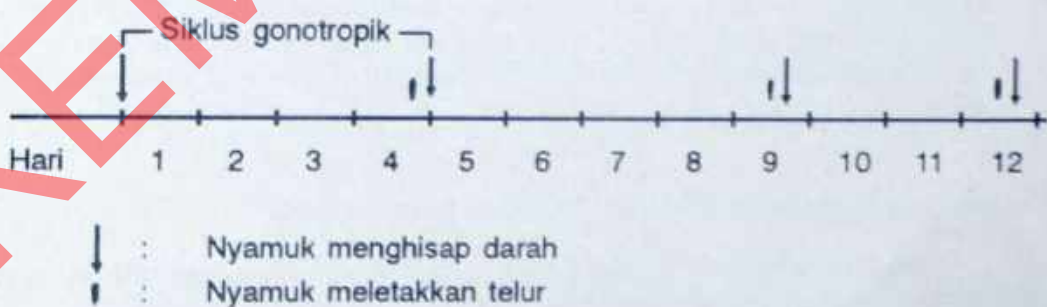 Siklus gonotropik
Hari 1 2 3 4 5 6 7 8 9 10 11 12
: Nyamuk menghisap darah
: Nyamuk meletakkan telur